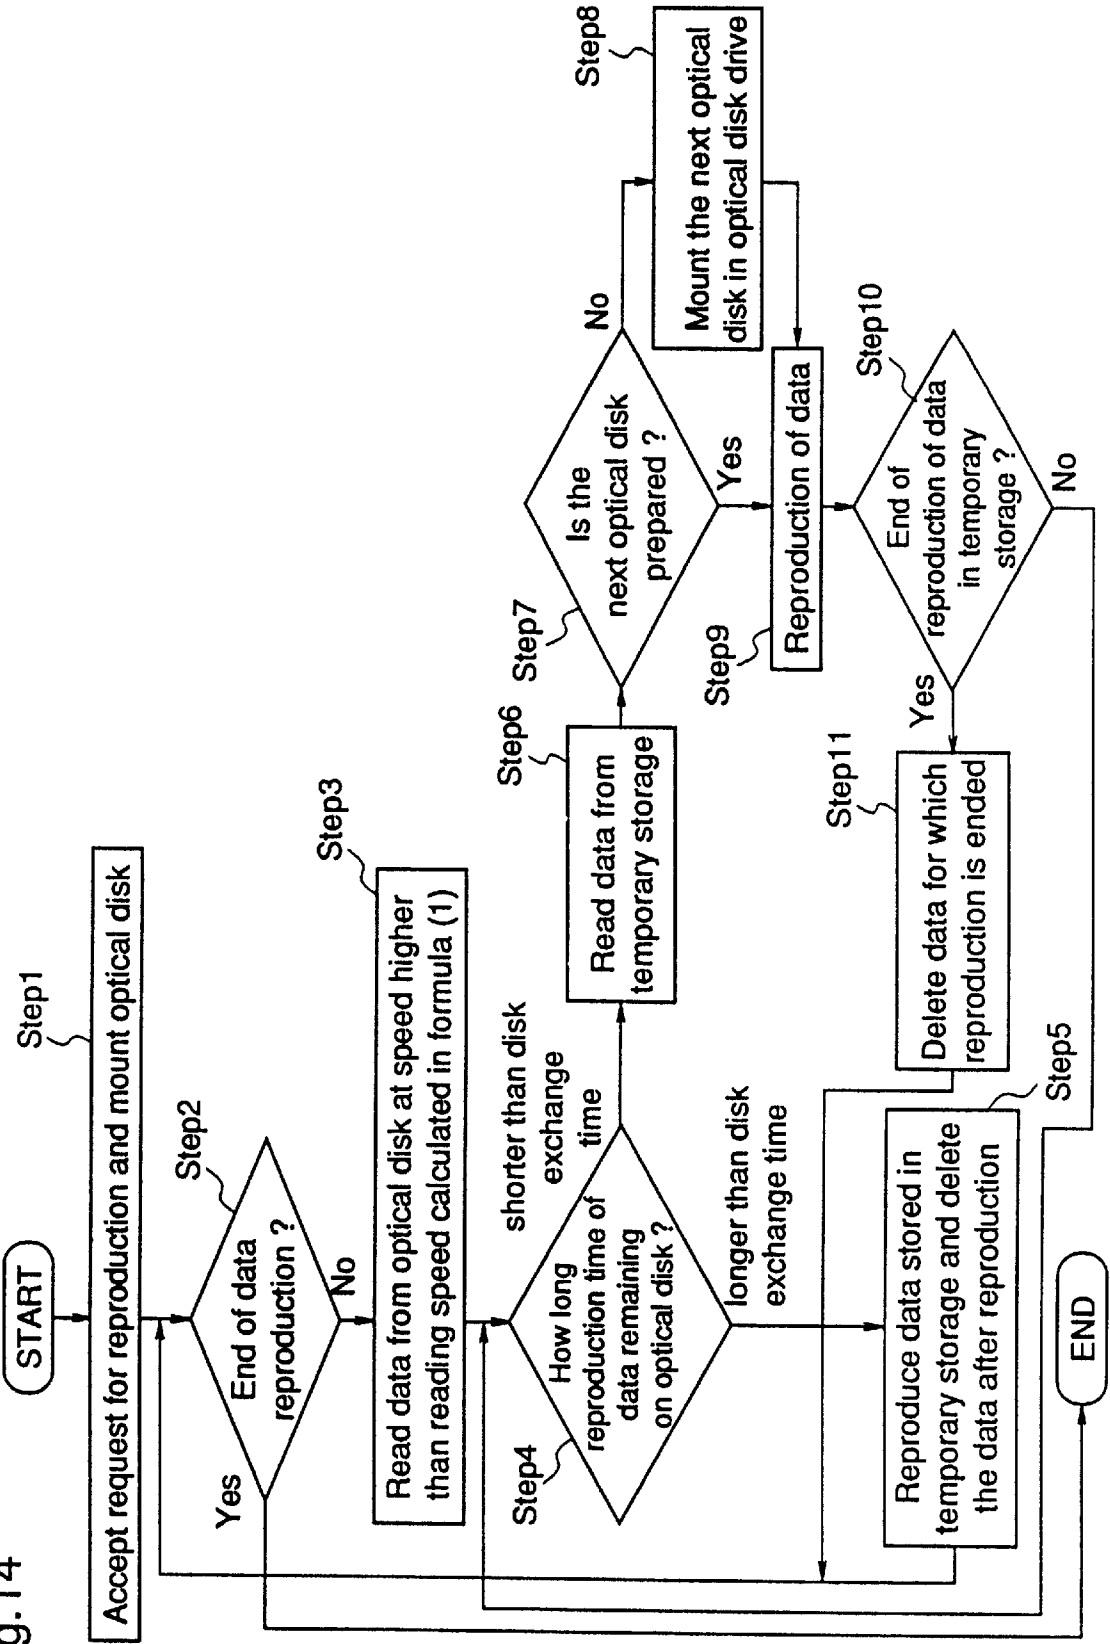 g.14
START
Step1
Accept request for reproduction and mount optical disk
Step2
End of data
reproduction ?
Yes
No
Step3
Read data from optical disk at speed higher
than reading speed calculated in formula (1)
Step4
How long
reproduction time of
data remaining
on optical disk ?
shorter than disk
exchange
time
longer than disk
exchange time
Step5
Reproduce data stored in
temporary storage and delete
the data after reproduction
END
Step6
Read data from
temporary storage
Step7
Is the
next optical disk
prepared ?
No
Yes
Step8
Mount the next optical
disk in optical disk drive
Step9
Reproduction of data
Step10
End of
reproduction of data
in temporary
storage ?
Yes
No
Step11
Delete data for which
reproduction is ended